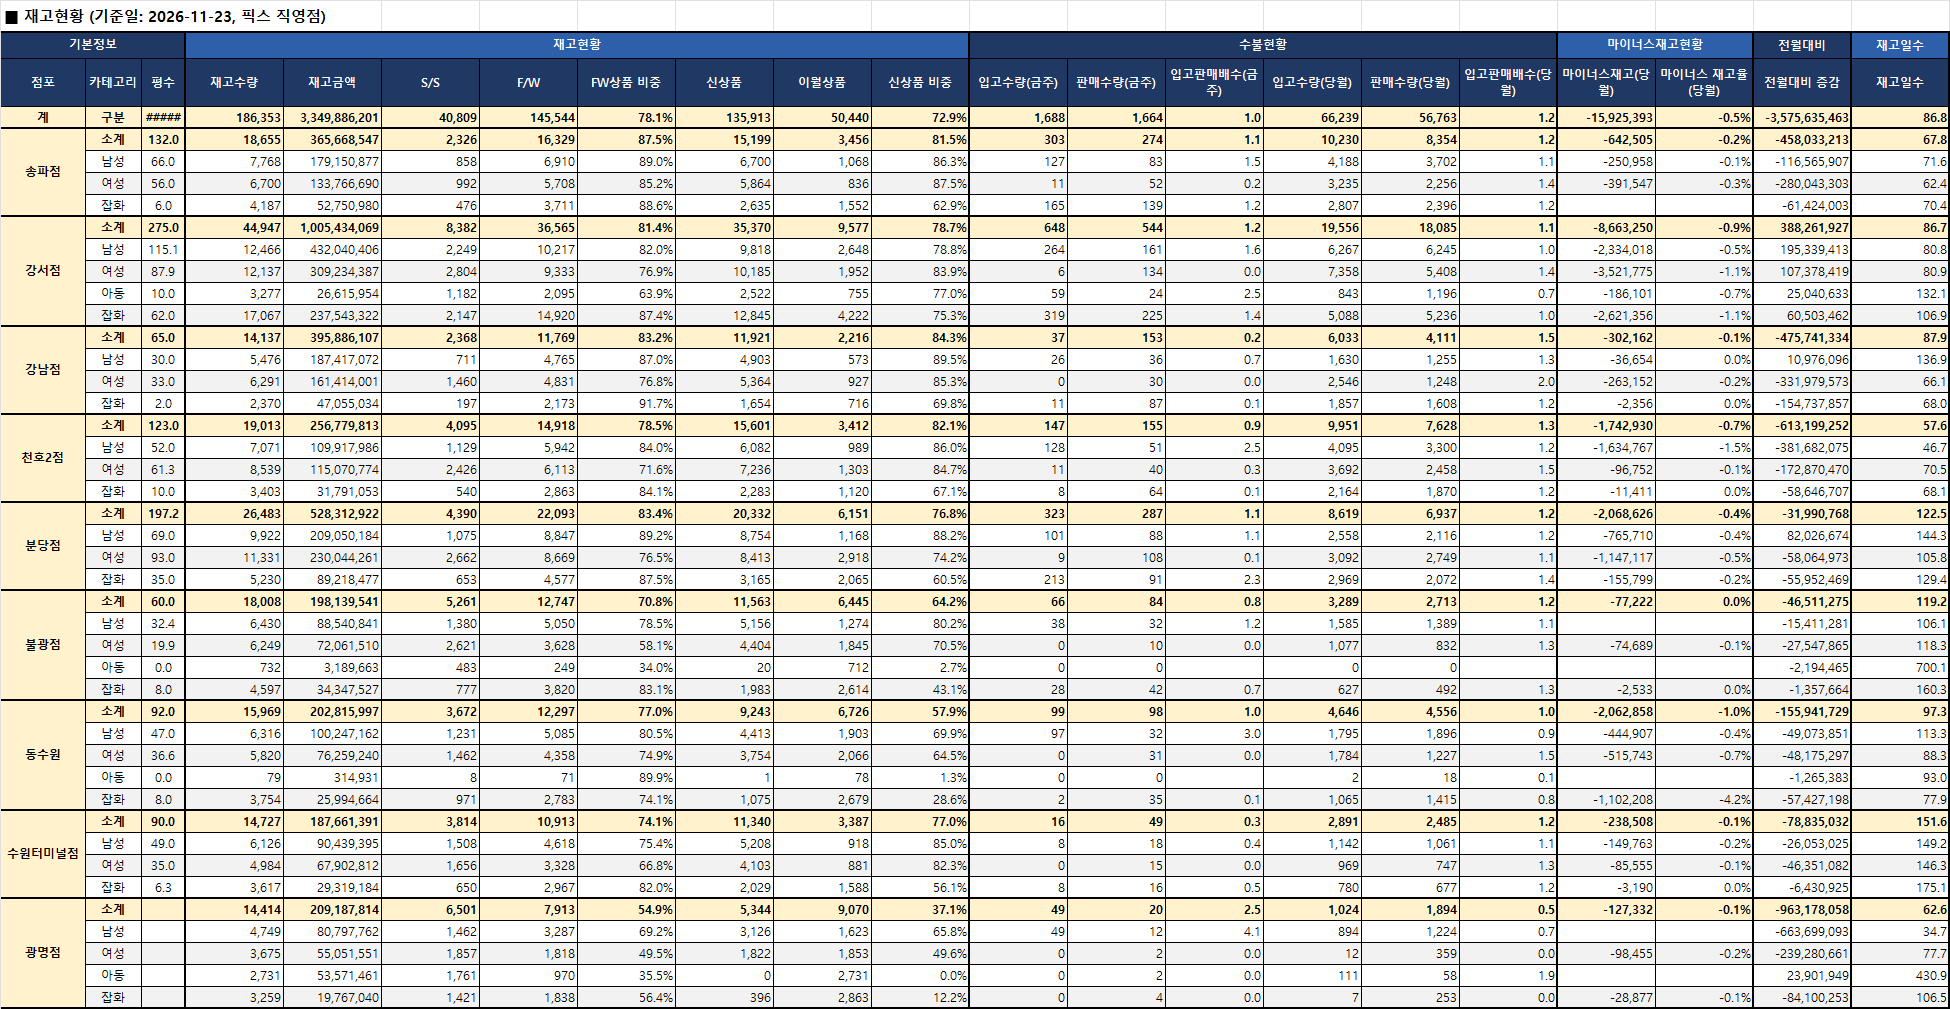 ■ 재고현황 (기준일: 2026-11-23, 픽스 직영점)
기본정보 재고현황 수불현황 마이너스재고현황 전월대비 재고일수
점포 카테고리 평수 재고수량 재고금액 S/S F/W FW상품 비중 신상품 이월상품 신상품 비중 입고수량(금주) 판매수량(금주) 입고판매배수(금주) 입고수량(당월) 판매수량(당월) 입고판매배수(당월) 마이너스재고(당월) 마이너스 재고율(당월) 전월대비 증감 재고일수
계 구분 ##### 186,353 3,349,886,201 40,809 145,544 78.1% 135,913 50,440 72.9% 1,688 1,664 1.0 66,239 56,763 1.2 -15,925,393 -0.5% -3,575,635,463 86.8
송파점 소계 132.0 18,655 365,668,547 2,326 16,329 87.5% 15,199 3,456 81.5% 303 274 1.1 10,230 8,354 1.2 -642,505 -0.2% -458,033,213 67.8
남성 66.0 7,768 179,150,877 858 6,910 89.0% 6,700 1,068 86.3% 127 83 1.5 4,188 3,702 1.1 -250,958 -0.1% -116,565,907 71.6
여성 56.0 6,700 133,766,690 992 5,708 85.2% 5,864 836 87.5% 11 52 0.2 3,235 2,256 1.4 -391,547 -0.3% -280,043,303 62.4
잡화 6.0 4,187 52,750,980 476 3,711 88.6% 2,635 1,552 62.9% 165 139 1.2 2,807 2,396 1.2 -61,424,003 70.4
강서점 소계 275.0 44,947 1,005,434,069 8,382 36,565 81.4% 35,370 9,577 78.7% 648 544 1.2 19,556 18,085 1.1 -8,663,250 -0.9% 388,261,927 86.7
남성 115.1 12,466 432,040,406 2,249 10,217 82.0% 9,818 2,648 78.8% 264 161 1.6 6,267 6,245 1.0 -2,334,018 -0.5% 195,339,413 80.8
여성 87.9 12,137 309,234,387 2,804 9,333 76.9% 10,185 1,952 83.9% 6 134 0.0 7,358 5,408 1.4 -3,521,775 -1.1% 107,378,419 80.9
아동 10.0 3,277 26,615,954 1,182 2,095 63.9% 2,522 755 77.0% 59 24 2.5 843 1,196 0.7 -186,101 -0.7% 25,040,633 132.1
잡화 62.0 17,067 237,543,322 2,147 14,920 87.4% 12,845 4,222 75.3% 319 225 1.4 5,088 5,236 1.0 -2,621,356 -1.1% 60,503,462 106.9
강남점 소계 65.0 14,137 395,886,107 2,368 11,769 83.2% 11,921 2,216 84.3% 37 153 0.2 6,033 4,111 1.5 -302,162 -0.1% -475,741,334 87.9
남성 30.0 5,476 187,417,072 711 4,765 87.0% 4,903 573 89.5% 26 36 0.7 1,630 1,255 1.3 -36,654 0.0% 10,976,096 136.9
여성 33.0 6,291 161,414,001 1,460 4,831 76.8% 5,364 927 85.3% 0 30 0.0 2,546 1,248 2.0 -263,152 -0.2% -331,979,573 66.1
잡화 2.0 2,370 47,055,034 197 2,173 91.7% 1,654 716 69.8% 11 87 0.1 1,857 1,608 1.2 -2,356 0.0% -154,737,857 68.0
천호2점 소계 123.0 19,013 256,779,813 4,095 14,918 78.5% 15,601 3,412 82.1% 147 155 0.9 9,951 7,628 1.3 -1,742,930 -0.7% -613,199,252 57.6
남성 52.0 7,071 109,917,986 1,129 5,942 84.0% 6,082 989 86.0% 128 51 2.5 4,095 3,300 1.2 -1,634,767 -1.5% -381,682,075 46.7
여성 61.3 8,539 115,070,774 2,426 6,113 71.6% 7,236 1,303 84.7% 11 40 0.3 3,692 2,458 1.5 -96,752 -0.1% -172,870,470 70.5
잡화 10.0 3,403 31,791,053 540 2,863 84.1% 2,283 1,120 67.1% 8 64 0.1 2,164 1,870 1.2 -11,411 0.0% -58,646,707 68.1
분당점 소계 197.2 26,483 528,312,922 4,390 22,093 83.4% 20,332 6,151 76.8% 323 287 1.1 8,619 6,937 1.2 -2,068,626 -0.4% -31,990,768 122.5
남성 69.0 9,922 209,050,184 1,075 8,847 89.2% 8,754 1,168 88.2% 101 88 1.1 2,558 2,116 1.2 -765,710 -0.4% 82,026,674 144.3
여성 93.0 11,331 230,044,261 2,662 8,669 76.5% 8,413 2,918 74.2% 9 108 0.1 3,092 2,749 1.1 -1,147,117 -0.5% -58,064,973 105.8
잡화 35.0 5,230 89,218,477 653 4,577 87.5% 3,165 2,065 60.5% 213 91 2.3 2,969 2,072 1.4 -155,799 -0.2% -55,952,469 129.4
불광점 소계 60.0 18,008 198,139,541 5,261 12,747 70.8% 11,563 6,445 64.2% 66 84 0.8 3,289 2,713 1.2 -77,222 0.0% -46,511,275 119.2
남성 32.4 6,430 88,540,841 1,380 5,050 78.5% 5,156 1,274 80.2% 38 32 1.2 1,585 1,389 1.1 -15,411,281 106.1
여성 19.9 6,249 72,061,510 2,621 3,628 58.1% 4,404 1,845 70.5% 0 10 0.0 1,077 832 1.3 -74,689 -0.1% -27,547,865 118.3
아동 0.0 732 3,189,663 483 249 34.0% 20 712 2.7% 0 0 0 0 -2,194,465 700.1
잡화 8.0 4,597 34,347,527 777 3,820 83.1% 1,983 2,614 43.1% 28 42 0.7 627 492 1.3 -2,533 0.0% -1,357,664 160.3
동수원 소계 92.0 15,969 202,815,997 3,672 12,297 77.0% 9,243 6,726 57.9% 99 98 1.0 4,646 4,556 1.0 -2,062,858 -1.0% -155,941,729 97.3
남성 47.0 6,316 100,247,162 1,231 5,085 80.5% 4,413 1,903 69.9% 97 32 3.0 1,795 1,896 0.9 -444,907 -0.4% -49,073,851 113.3
여성 36.6 5,820 76,259,240 1,462 4,358 74.9% 3,754 2,066 64.5% 0 31 0.0 1,784 1,227 1.5 -515,743 -0.7% -48,175,297 88.3
아동 0.0 79 314,931 8 71 89.9% 1 78 1.3% 0 0 2 18 0.1 -1,265,383 93.0
잡화 8.0 3,754 25,994,664 971 2,783 74.1% 1,075 2,679 28.6% 2 35 0.1 1,065 1,415 0.8 -1,102,208 -4.2% -57,427,198 77.9
수원터미널점 소계 90.0 14,727 187,661,391 3,814 10,913 74.1% 11,340 3,387 77.0% 16 49 0.3 2,891 2,485 1.2 -238,508 -0.1% -78,835,032 151.6
남성 49.0 6,126 90,439,395 1,508 4,618 75.4% 5,208 918 85.0% 8 18 0.4 1,142 1,061 1.1 -149,763 -0.2% -26,053,025 149.2
여성 35.0 4,984 67,902,812 1,656 3,328 66.8% 4,103 881 82.3% 0 15 0.0 969 747 1.3 -85,555 -0.1% -46,351,082 146.3
잡화 6.3 3,617 29,319,184 650 2,967 82.0% 2,029 1,588 56.1% 8 16 0.5 780 677 1.2 -3,190 0.0% -6,430,925 175.1
광명점 소계 14,414 209,187,814 6,501 7,913 54.9% 5,344 9,070 37.1% 49 20 2.5 1,024 1,894 0.5 -127,332 -0.1% -963,178,058 62.6
남성 4,749 80,797,762 1,462 3,287 69.2% 3,126 1,623 65.8% 49 12 4.1 894 1,224 0.7 -663,699,093 34.7
여성 3,675 55,051,551 1,857 1,818 49.5% 1,822 1,853 49.6% 0 2 0.0 12 359 0.0 -98,455 -0.2% -239,280,661 77.7
아동 2,731 53,571,461 1,761 970 35.5% 0 2,731 0.0% 0 2 0.0 111 58 1.9 23,901,949 430.9
잡화 3,259 19,767,040 1,421 1,838 56.4% 396 2,863 12.2% 0 4 0.0 7 253 0.0 -28,877 -0.1% -84,100,253 106.5